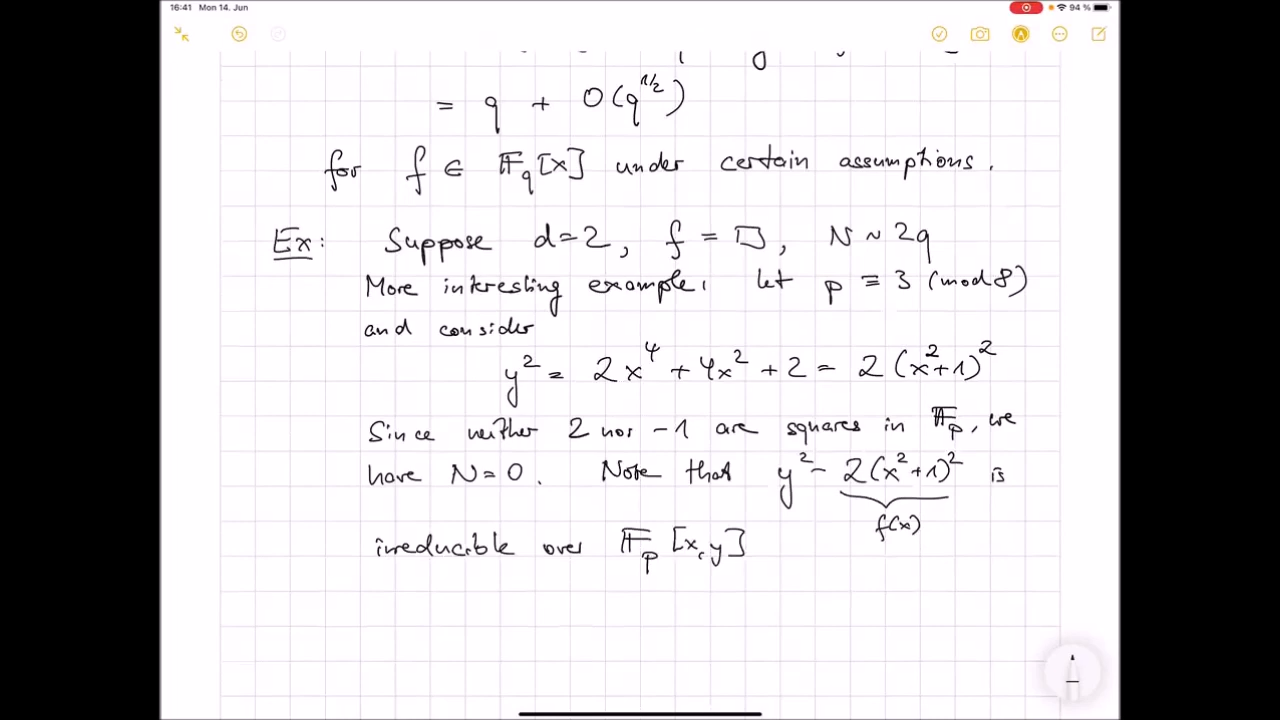 16:41 Mon 14. Jun 94 %
= q + O(q^{1/2})
for f ∈ 𝔽_q[x] under certain assumptions.
Ex: Suppose d=2, f = □, N ~ 2q
More interesting example. Let p ≡ 3 (mod 8)
and consider
y² = 2x⁴ + 4x² + 2 = 2(x²+1)²
Since neither 2 nor -1 are squares in 𝔽_p, we
have N=0. Note that y² - 2(x²+1)² is
f(x)
irreducible over 𝔽_p [x,y]